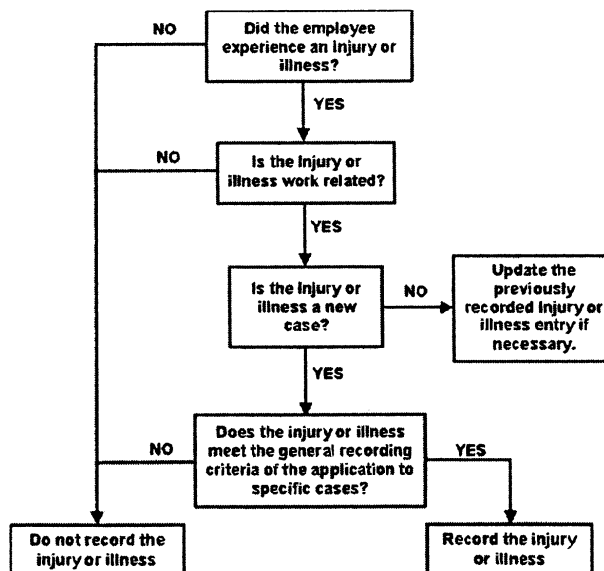 NO
Did the employee
experience an Injury or
illness?
YES
NO
Is the Injury or
illness work related?
YES
Is the Injury or
illness a new
case?
NO
Update the
previously
recorded Injury or
illness entry if
necessary.
YES
NO
Does the injury or illness
meet the general recording
criteria of the application to
specific cases?
YES
Do not record the
injury or illness
Record the injury
or illness